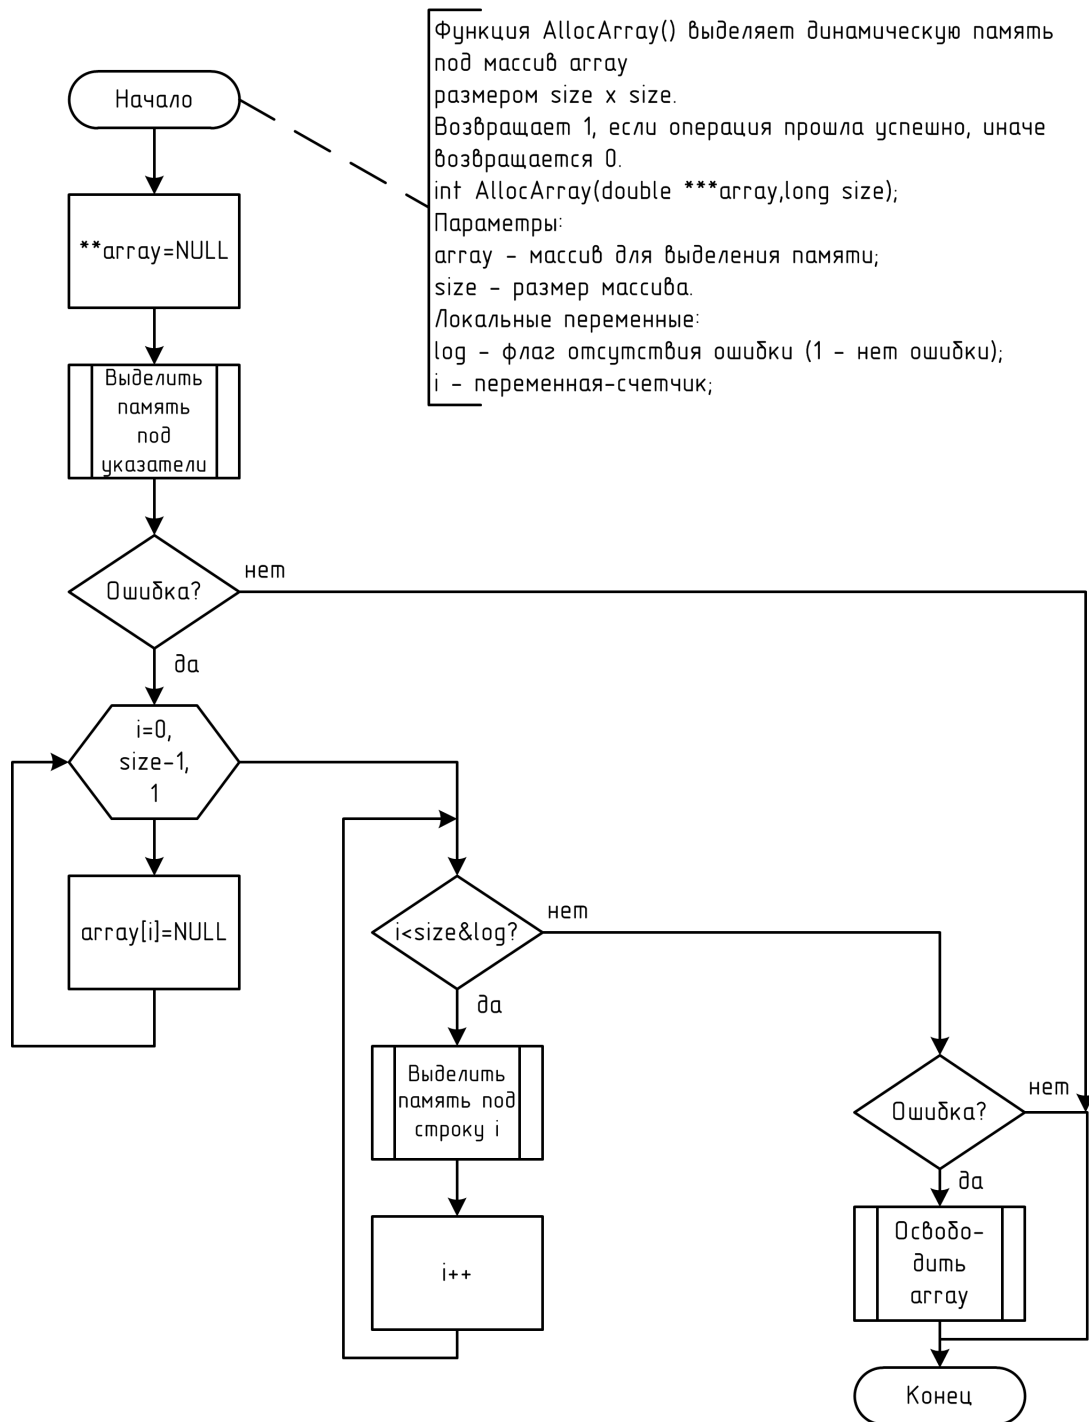 Функция AllocArray() выделяет динамическую память
под массив array
размером size x size.
Возвращает 1, если операция прошла успешно, иначе
возвращается 0.
int AllocArray(double ***array,long size);
Параметры:
array - массив для выделения памяти;
size - размер массива.
Локальные переменные:
log - флаг отсутствия ошибки (1 - нет ошибки);
i - переменная-счетчик;
Начало
**array=NULL
Выделить
память
под
указатели
Ошибка?
нет
да
i=0,
size-1,
1
array[i]=NULL
i<size&log?
нет
да
Выделить
память под
строку i
i++
Ошибка?
нет
да
Освобо-
дить
array
Конец